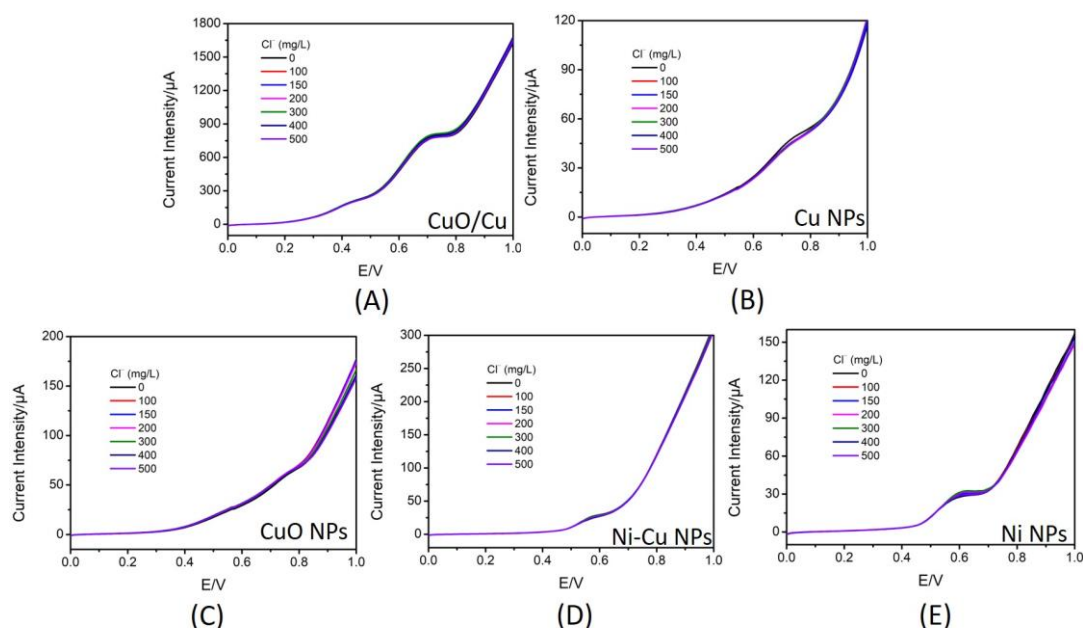 1800
1500
1200
900
600
300
0
Current Intensity/µA
Cl⁻ (mg/L)
0
100
150
200
300
400
500
CuO/Cu
0.0 0.2 0.4 0.6 0.8 1.0
E/V
(A)
120
90
60
30
0
Current Intensity/µA
Cl⁻ (mg/L)
0
100
150
200
300
400
500
Cu NPs
0.0 0.2 0.4 0.6 0.8 1.0
E/V
(B)
200
150
100
50
0
Current Intensity/µA
Cl⁻ (mg/L)
0
100
150
200
300
400
500
CuO NPs
0.0 0.2 0.4 0.6 0.8 1.0
E/V
(C)
300
250
200
150
100
50
0
Current Intensity/µA
Cl⁻ (mg/L)
0
100
150
200
300
400
500
Ni-Cu NPs
0.0 0.2 0.4 0.6 0.8 1.0
E/V
(D)
150
120
90
60
30
0
Current Intensity/µA
Cl⁻ (mg/L)
0
100
150
200
300
400
500
Ni NPs
0.0 0.2 0.4 0.6 0.8 1.0
E/V
(E)